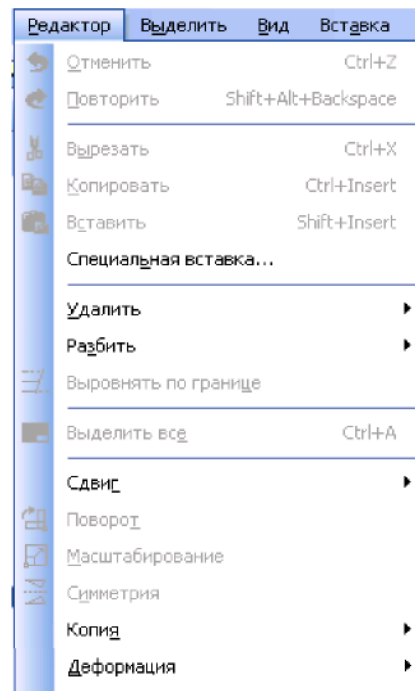 Редактор Выделить Вид Вставка
Отменить Ctrl+Z
Повторить Shift+Alt+Backspace
Вырезать Ctrl+X
Копировать Ctrl+Insert
Вставить Shift+Insert
Специальная вставка...
Удалить
Разбить
Выровнять по границе
Выделить все Ctrl+A
Сдвиг
Поворот
Масштабирование
Симметрия
Копия
Деформация